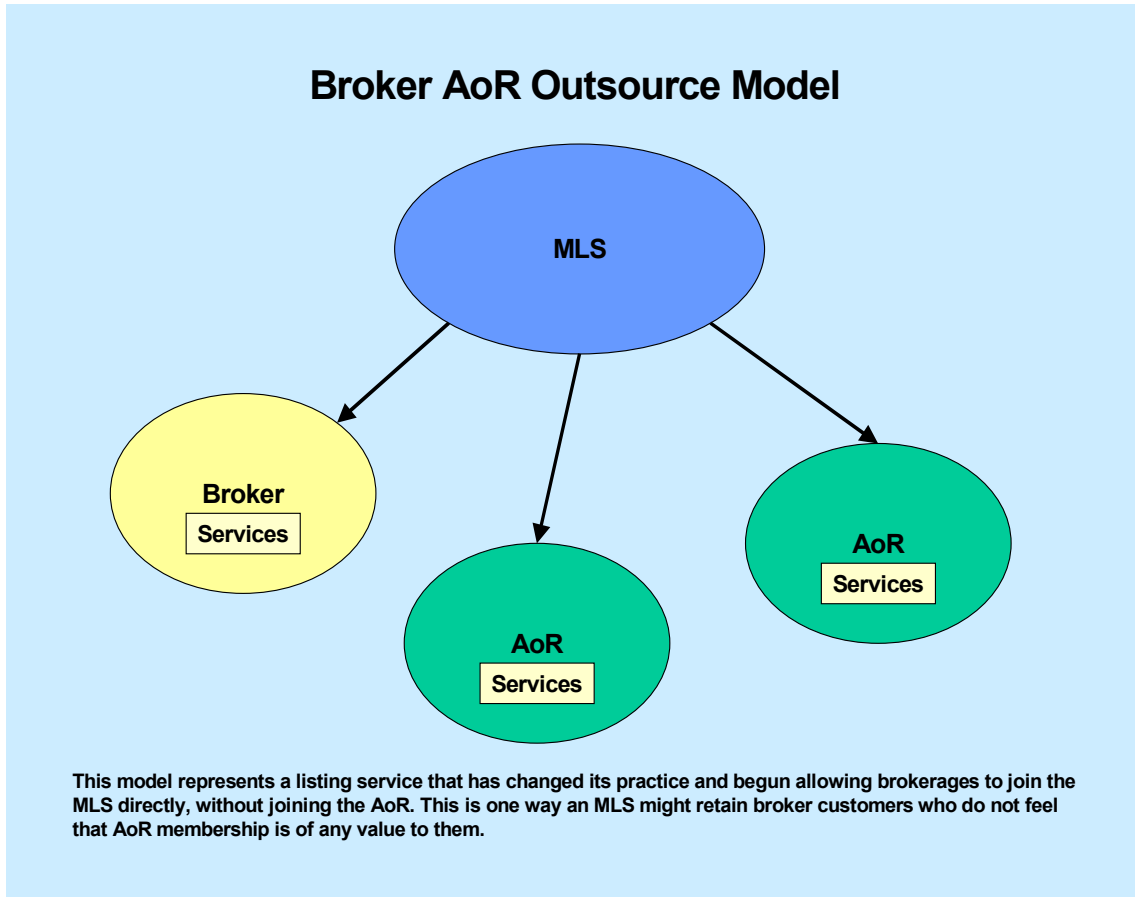 Broker AoR Outsource Model
MLS
Broker
Services
AoR
Services
AoR
Services
This model represents a listing service that has changed its practice and begun allowing brokerages to join the
MLS directly, without joining the AoR. This is one way an MLS might retain broker customers who do not feel
that AoR membership is of any value to them.